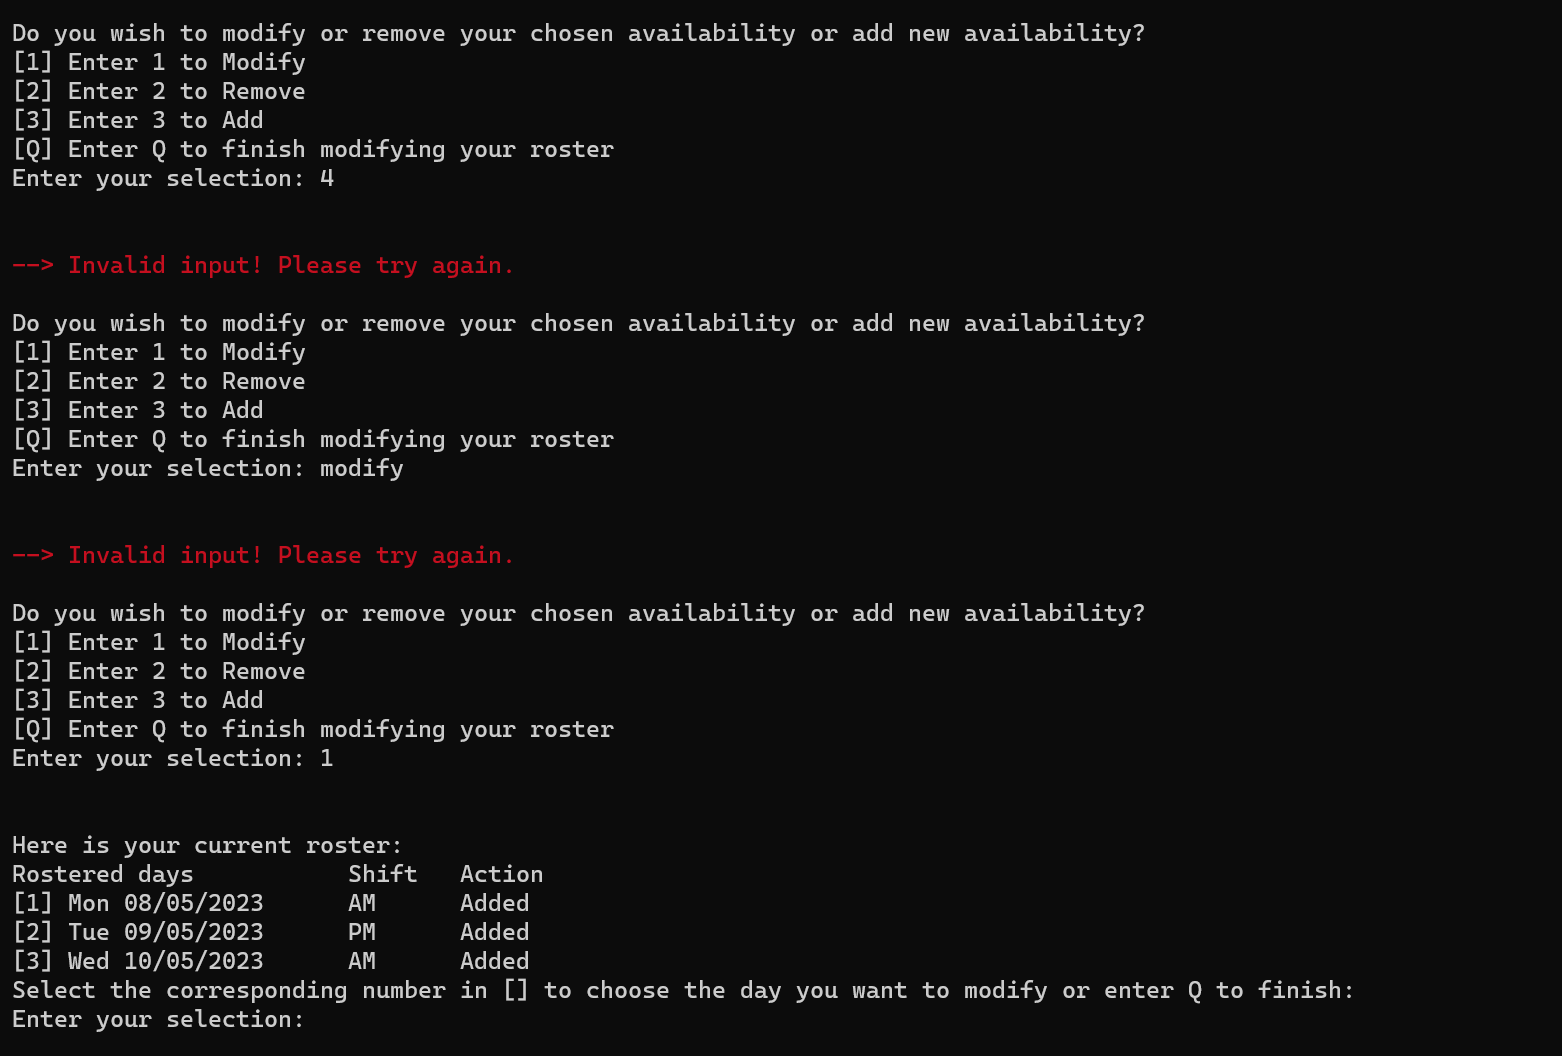 Do you wish to modify or remove your chosen availability or add new availability?
[1] Enter 1 to Modify
[2] Enter 2 to Remove
[3] Enter 3 to Add
[Q] Enter Q to finish modifying your roster
Enter your selection: 4
--> Invalid input! Please try again.
Do you wish to modify or remove your chosen availability or add new availability?
[1] Enter 1 to Modify
[2] Enter 2 to Remove
[3] Enter 3 to Add
[Q] Enter Q to finish modifying your roster
Enter your selection: modify
--> Invalid input! Please try again.
Do you wish to modify or remove your chosen availability or add new availability?
[1] Enter 1 to Modify
[2] Enter 2 to Remove
[3] Enter 3 to Add
[Q] Enter Q to finish modifying your roster
Enter your selection: 1
Here is your current roster:
Rostered days           Shift   Action
[1] Mon 08/05/2023      AM      Added
[2] Tue 09/05/2023      PM      Added
[3] Wed 10/05/2023      AM      Added
Select the corresponding number in [] to choose the day you want to modify or enter Q to finish:
Enter your selection: